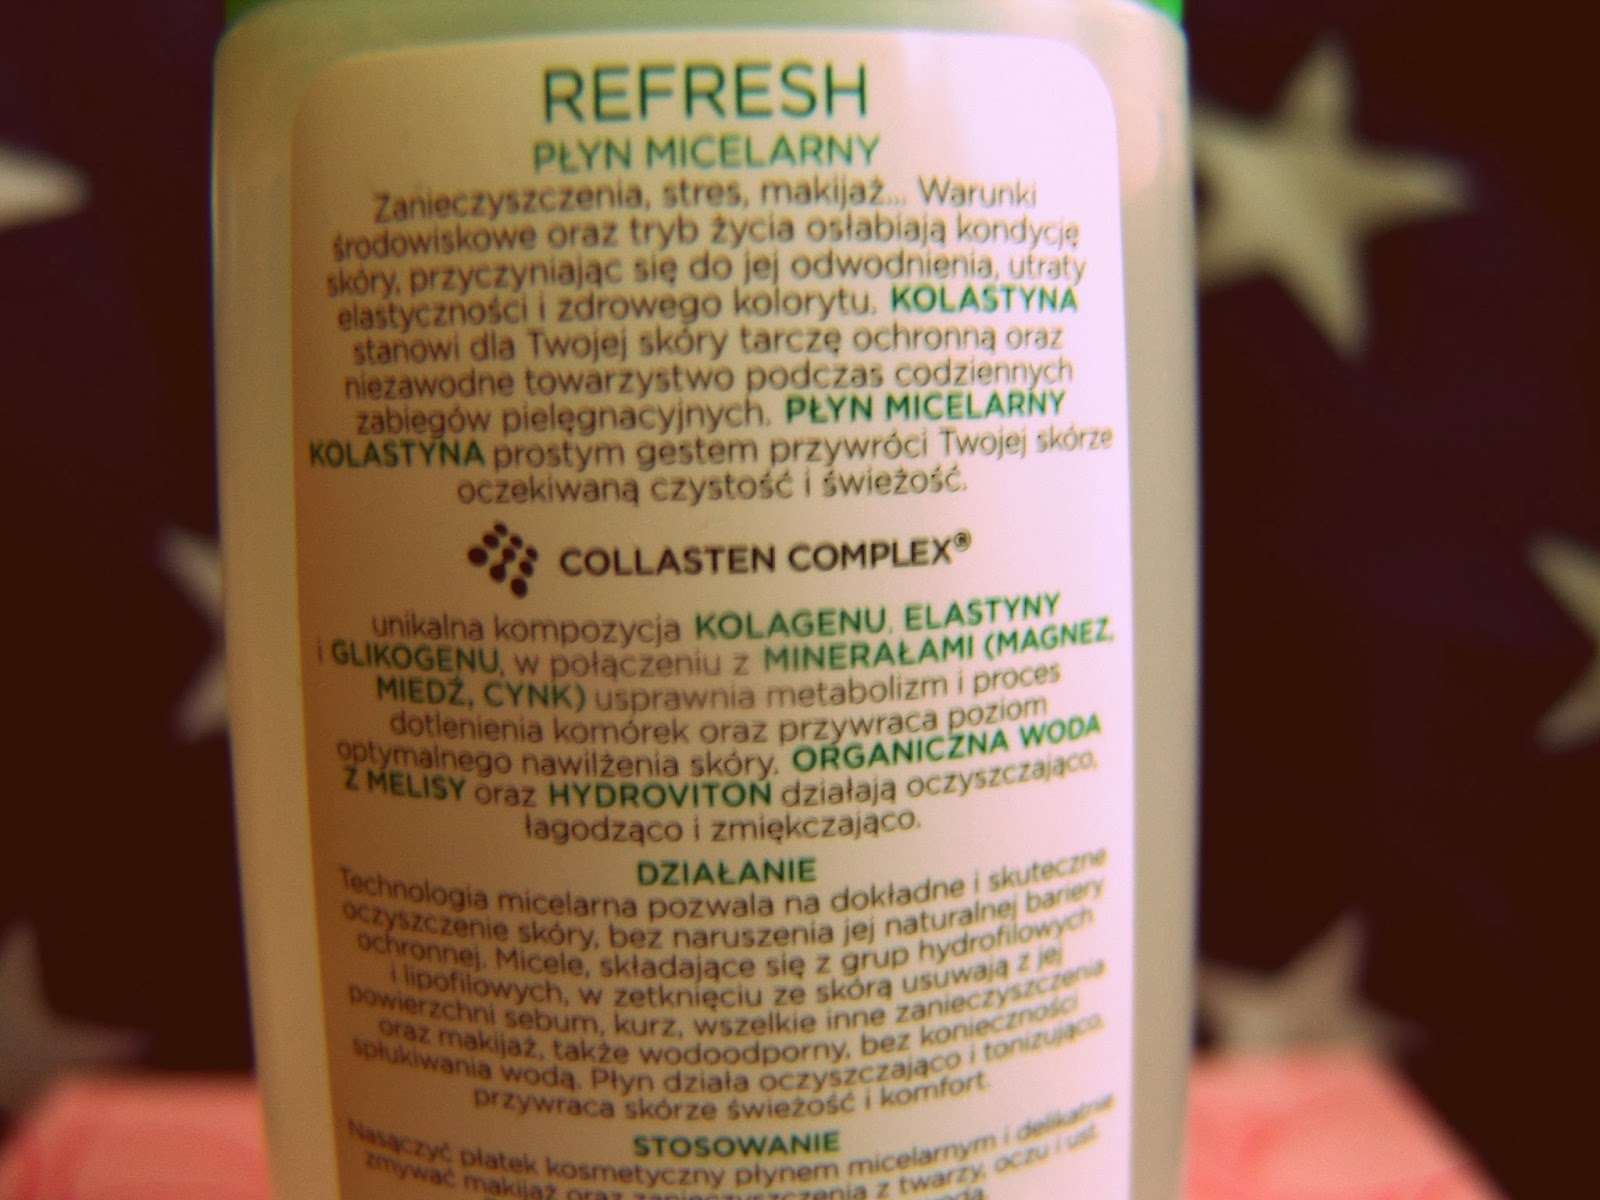 REFRESH
PŁYN MICELARNY
Zanieczyszczenia, stres, makijaż... Warunki
środowiskowe oraz tryb życia osłabiają kondycję
skóry, przyczyniając się do jej odwodnienia, utraty
elastyczności i zdrowego kolorytu. KOLASTYNA
stanowi dla Twojej skóry tarczę ochronną oraz
niezawodne towarzystwo podczas codziennych
zabiegów pielęgnacyjnych. PŁYN MICELARNY
KOLASTYNA prostym gestem przywróci Twojej skórze
oczekiwaną czystość i świeżość.
COLLASTEN COMPLEX®
unikalna kompozycja KOLAGENU, ELASTYNY
i GLIKOGENU, w połączeniu z MINERAŁAMI (MAGNEZ,
MIEDŹ, CYNK) usprawnia metabolizm i proces
dotlenienia komórek oraz przywraca poziom
optymalnego nawilżenia skóry. ORGANICZNA WODA
Z MELISY oraz HYDROVITON działają oczyszczająco,
łagodząco i zmiękczająco.
DZIAŁANIE
Technologia micelarna pozwala na dokładne i skuteczne
oczyszczenie skóry, bez naruszenia jej naturalnej bariery
ochronnej. Micele, składające się z grup hydrofilowych
i lipofilowych, w zetknięciu ze skórą usuwają z jej
powierzchni sebum, kurz, wszelkie inne zanieczyszczenia
oraz makijaż, także wodoodporny, bez konieczności
spłukiwania wodą. Płyn działa oczyszczająco i tonizująco,
przywraca skórze świeżość i komfort.
STOSOWANIE
Nasączyć płatek kosmetyczny płynem micelarnym i delikatnie
zmywać makijaż oraz zanieczyszczenia z twarzy, oczu i ust.